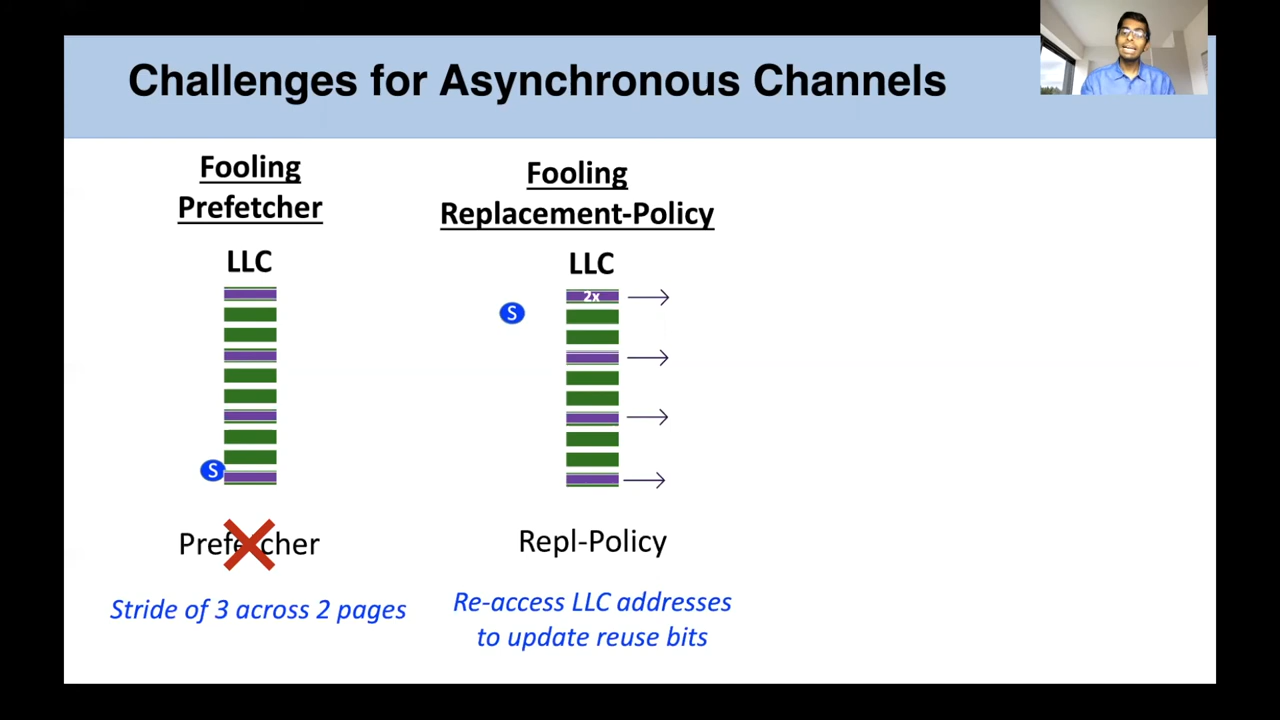 Challenges for Asynchronous Channels
Fooling
Prefetcher
LLC
S
Prefetcher
Stride of 3 across 2 pages
Fooling
Replacement-Policy
LLC
2x
S
Repl-Policy
Re-access LLC addresses
to update reuse bits